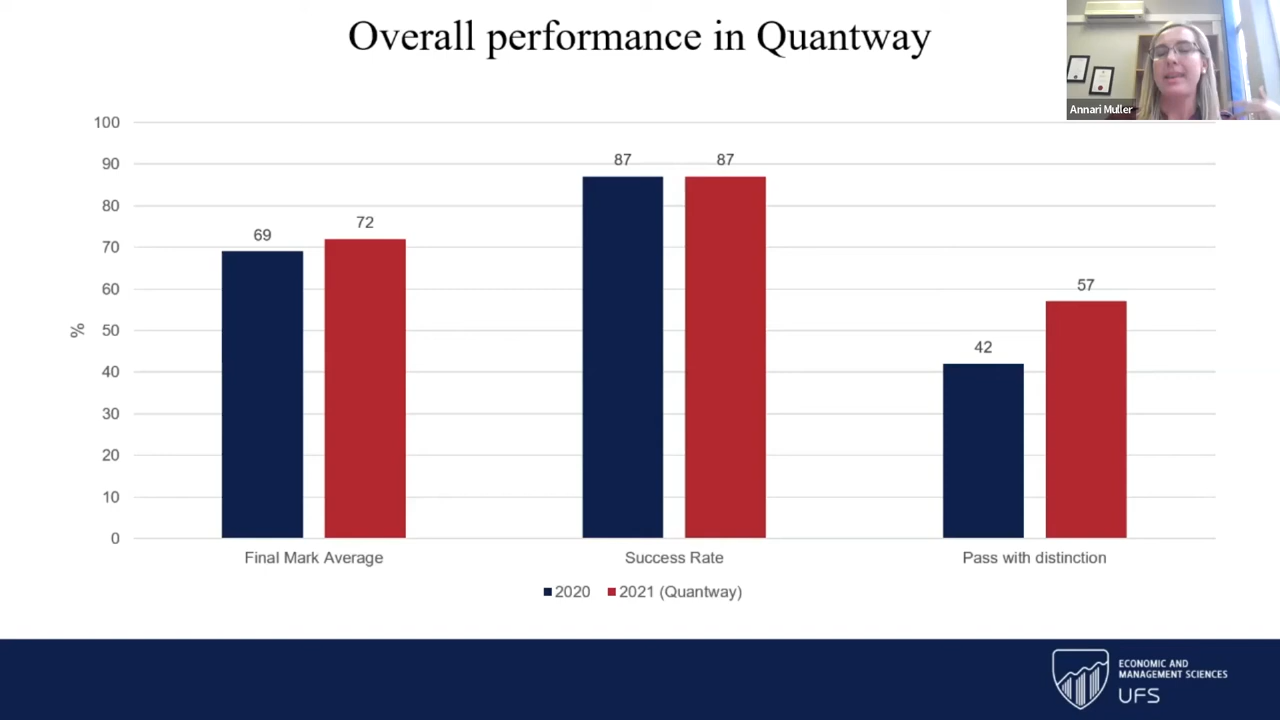 Overall performance in Quantway
Annari Muller
100
90
80
70
60
50
40
30
20
10
0
%
69
72
87
87
42
57
Final Mark Average
Success Rate
Pass with distinction
2020
2021 (Quantway)
ECONOMIC AND
MANAGEMENT SCIENCES
UFS